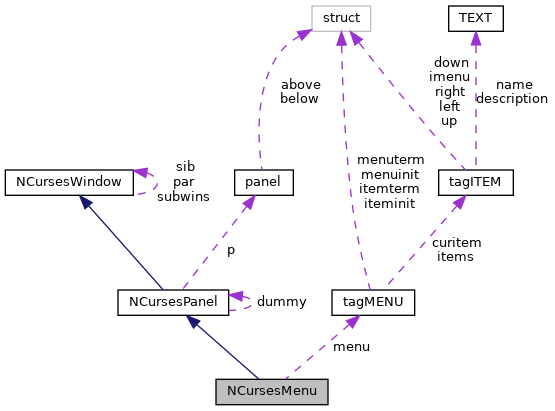 struct
TEXT
down
imenu
right
left
up
name
description
above
below
sib
par
subwins
menuterm
menuinit
itemterm
iteminit
NCursesWindow
panel
tagITEM
p
curitem
items
NCursesPanel
dummy
tagMENU
menu
NCursesMenu